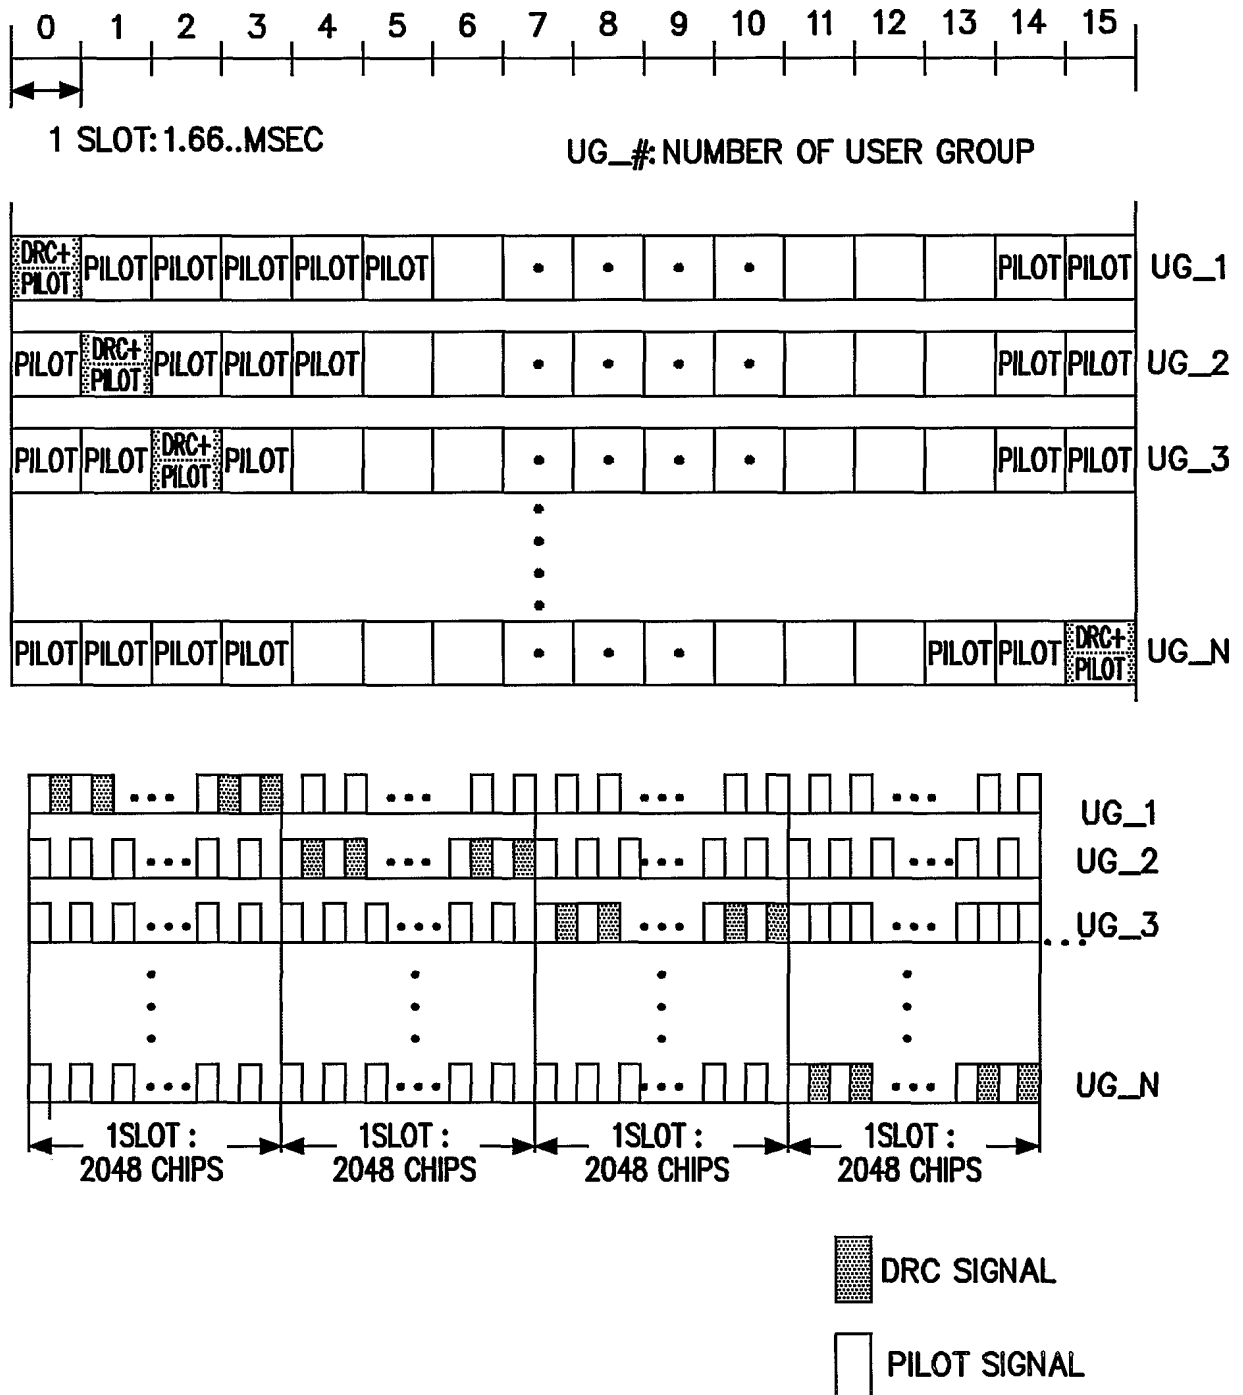 0 1 2 3 4 5 6 7 8 9 10 11 12 13 14 15
1 SLOT: 1.66..MSEC
UG_#: NUMBER OF USER GROUP
DRC+ PILOT PILOT PILOT PILOT PILOT PILOT • • • • PILOT PILOT UG_1
PILOT DRC+ PILOT PILOT PILOT PILOT • • • • PILOT PILOT UG_2
PILOT PILOT DRC+ PILOT PILOT • • • • PILOT PILOT UG_3
PILOT PILOT PILOT PILOT • • • PILOT PILOT DRC+ PILOT UG_N
UG_1
UG_2
UG_3
UG_N
1SLOT : 1SLOT : 1SLOT : 1SLOT :
2048 CHIPS 2048 CHIPS 2048 CHIPS 2048 CHIPS
DRC SIGNAL
PILOT SIGNAL